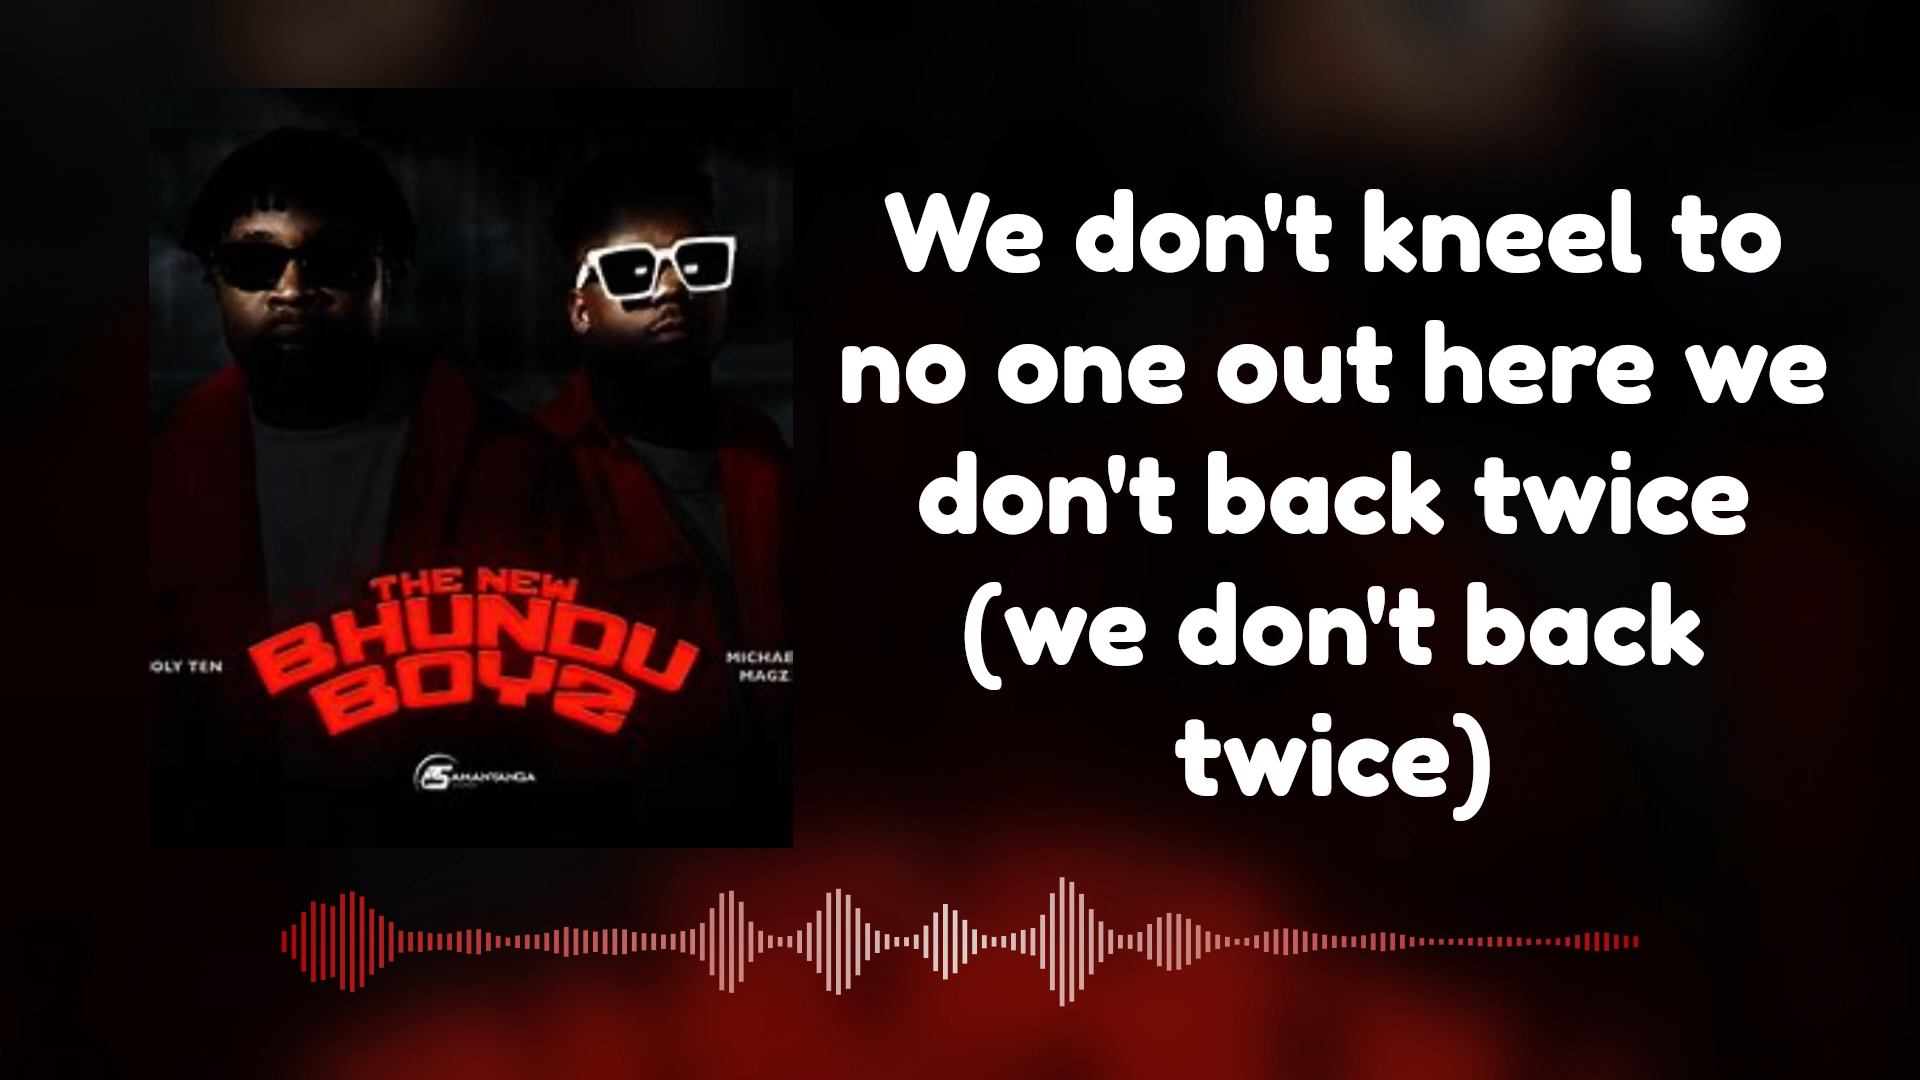 We don't kneel to
no one out here we
don't back twice
(we don't back
twice)
THE NEW
BHUNDU
BOYZ
OLY TEN
MICHAE
MAGZ
SAMANYANGA